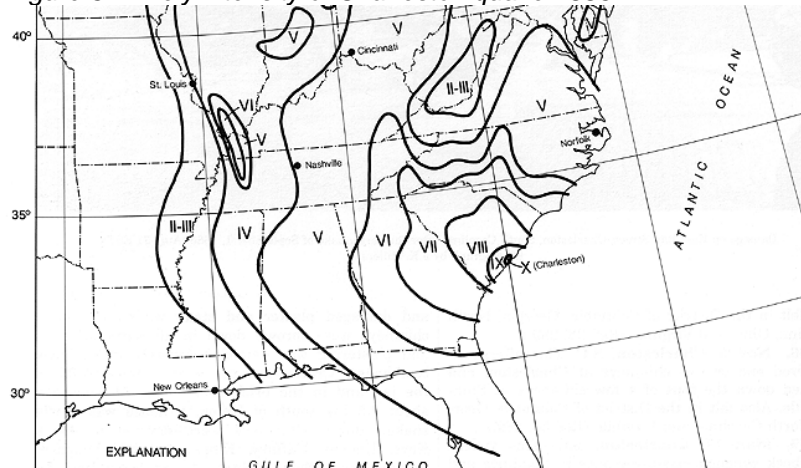 40°
V
V
Cincinnati
St. Louis
II-III
VI
V
V
Norfolk
OCEAN
Nashville
ATLANTIC
35°
II-III
IV
V
VI
VII
VIII
IX
X (Charleston)
30°
New Orleans
EXPLANATION
GULF OF MEXICO